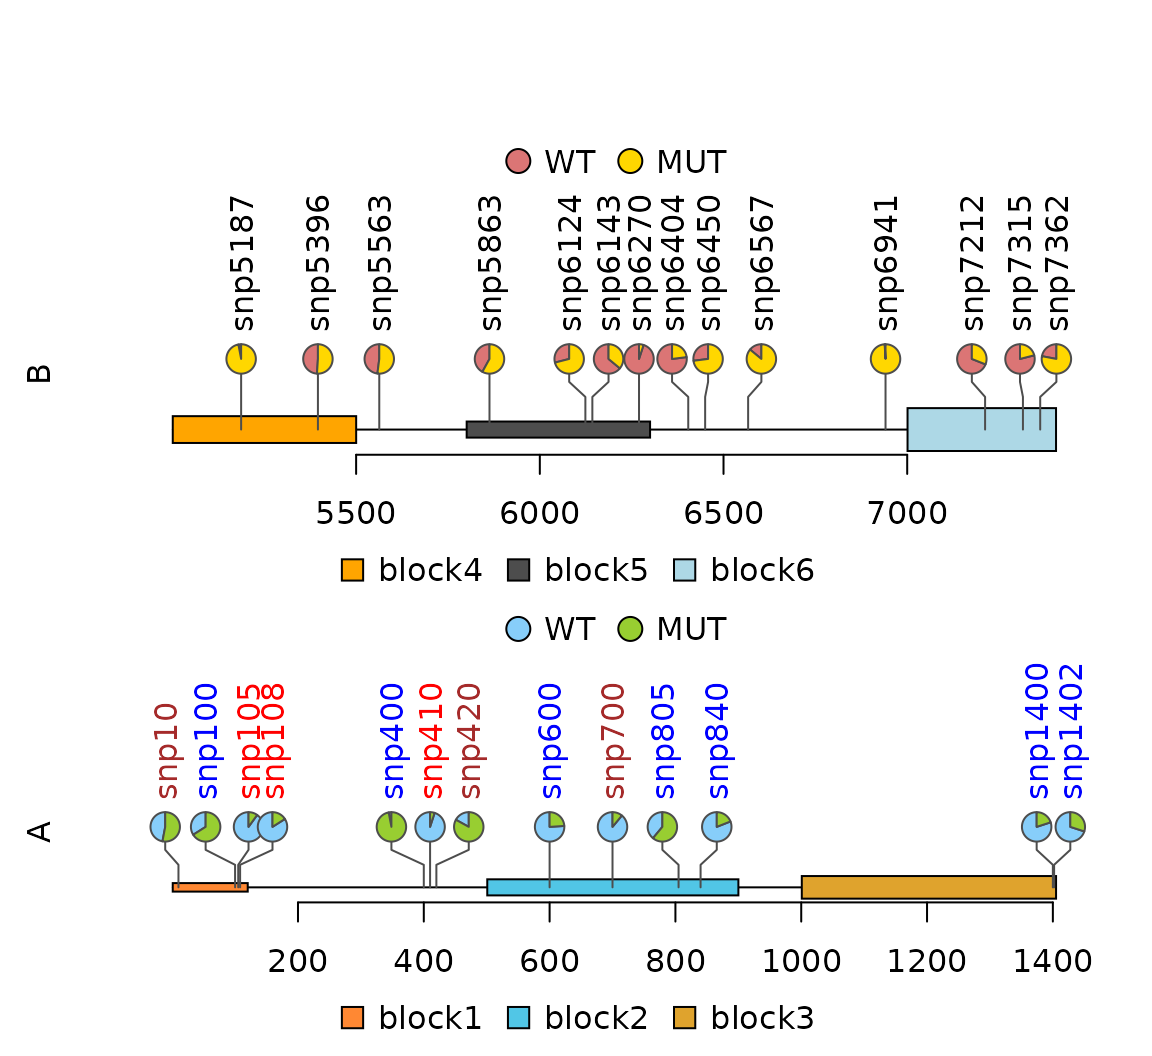 WT MUT
snp5187 snp5396 snp5563 snp5863 snp6124 snp6143 snp6270 snp6404 snp6450 snp6567 snp6941 snp7212 snp7315 snp7362
B
5500 6000 6500 7000
block4 block5 block6
WT MUT
snp10 snp100 snp105 snp108 snp400 snp410 snp420 snp600 snp700 snp805 snp840 snp1400 snp1402
A
200 400 600 800 1000 1200 1400
block1 block2 block3